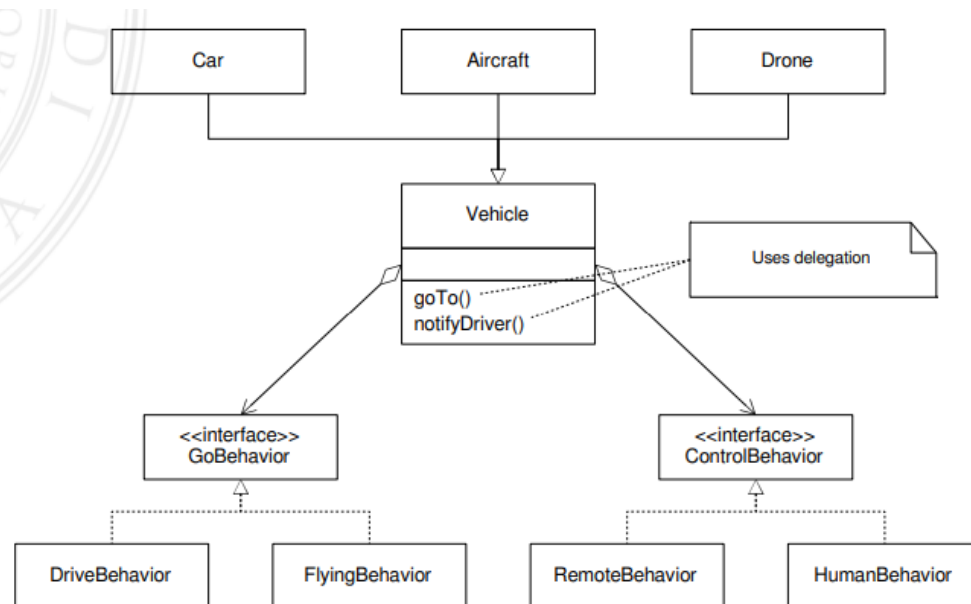 Car
Aircraft
Drone
Vehicle
Uses delegation
goTo()
notifyDriver()
<<interface>>
GoBehavior
<<interface>>
ControlBehavior
DriveBehavior
FlyingBehavior
RemoteBehavior
HumanBehavior